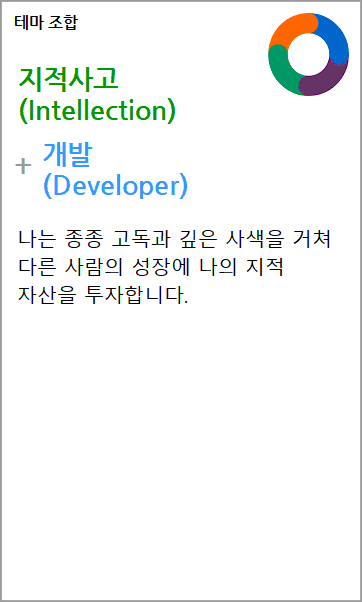 테마 조합
지적사고
(Intellection)
+ 개발
(Developer)
나는 종종 고독과 깊은 사색을 거쳐
다른 사람의 성장에 나의 지적
자산을 투자합니다.